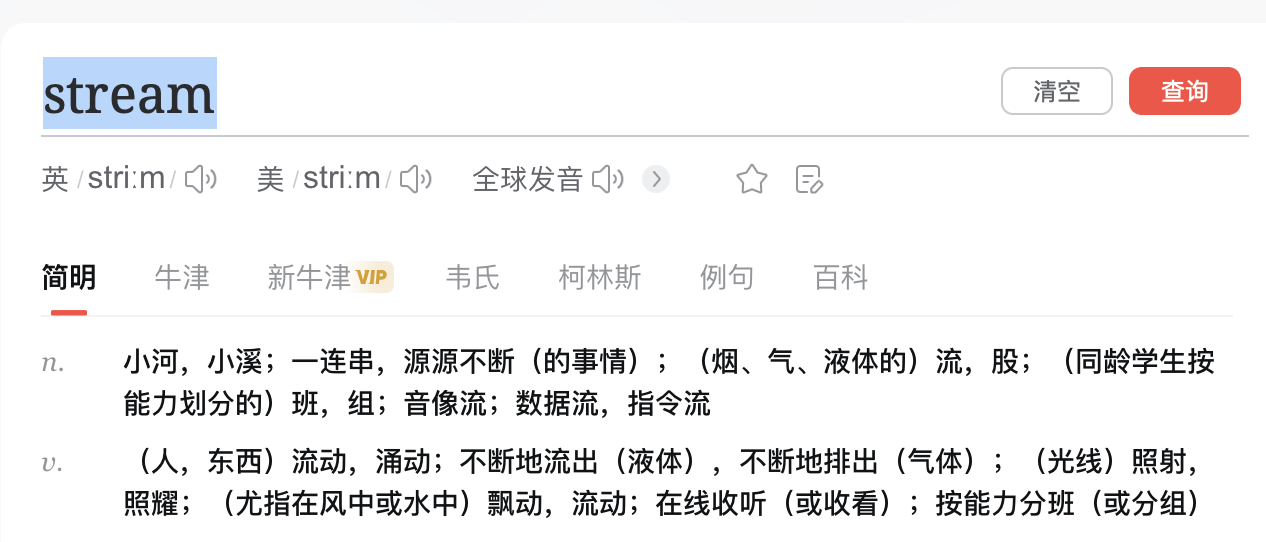 stream
清空
查询
英 /striːm/ 美 /striːm/ 全球发音
简明 牛津 新牛津 VIP 韦氏 柯林斯 例句 百科
n. 小河，小溪；一连串，源源不断（的事情）；（烟、气、液体的）流，股；（同龄学生按
能力划分的）班，组；音像流；数据流，指令流
v. （人，东西）流动，涌动；不断地流出（液体），不断地排出（气体）；（光线）照射，
照耀；（尤指在风中或水中）飘动，流动；在线收听（或收看）；按能力分班（或分组）